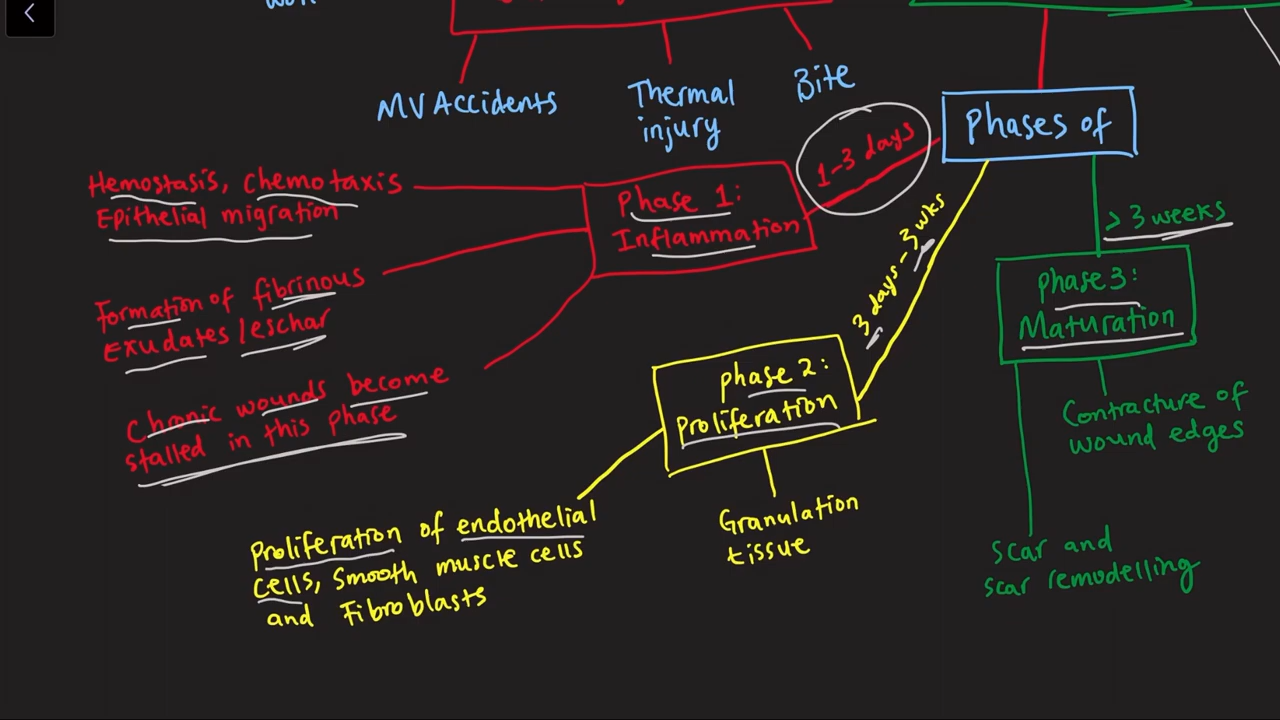 MV Accidents
Thermal
injury
Bite
Phases of
1-3 days
Hemostasis, chemotaxis
Epithelial migration
Phase 1:
Inflammation
> 3 weeks
3 days - 3 wks
Formation of fibrinous
Exudates / eschar
phase 3:
Maturation
Chronic wounds become
stalled in this phase
phase 2:
Proliferation
Contracture of
wound edges
Proliferation of endothelial
cells, smooth muscle cells
and Fibroblasts
Granulation
tissue
Scar and
scar remodelling